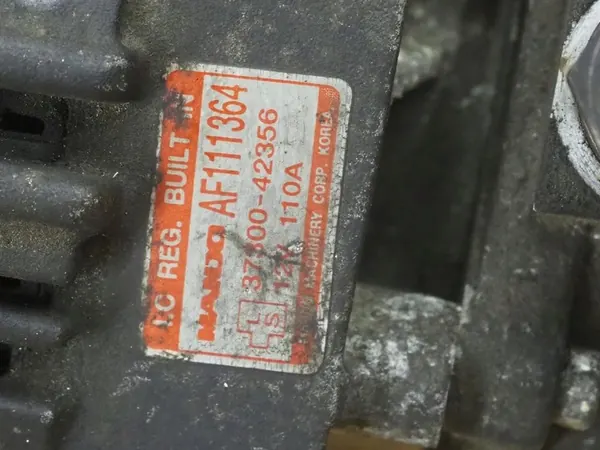 I.C REG. BUILT IN
MANDO AF111364
37300-42356
L
S
12V 110A
MACHINERY CORP. KOREA